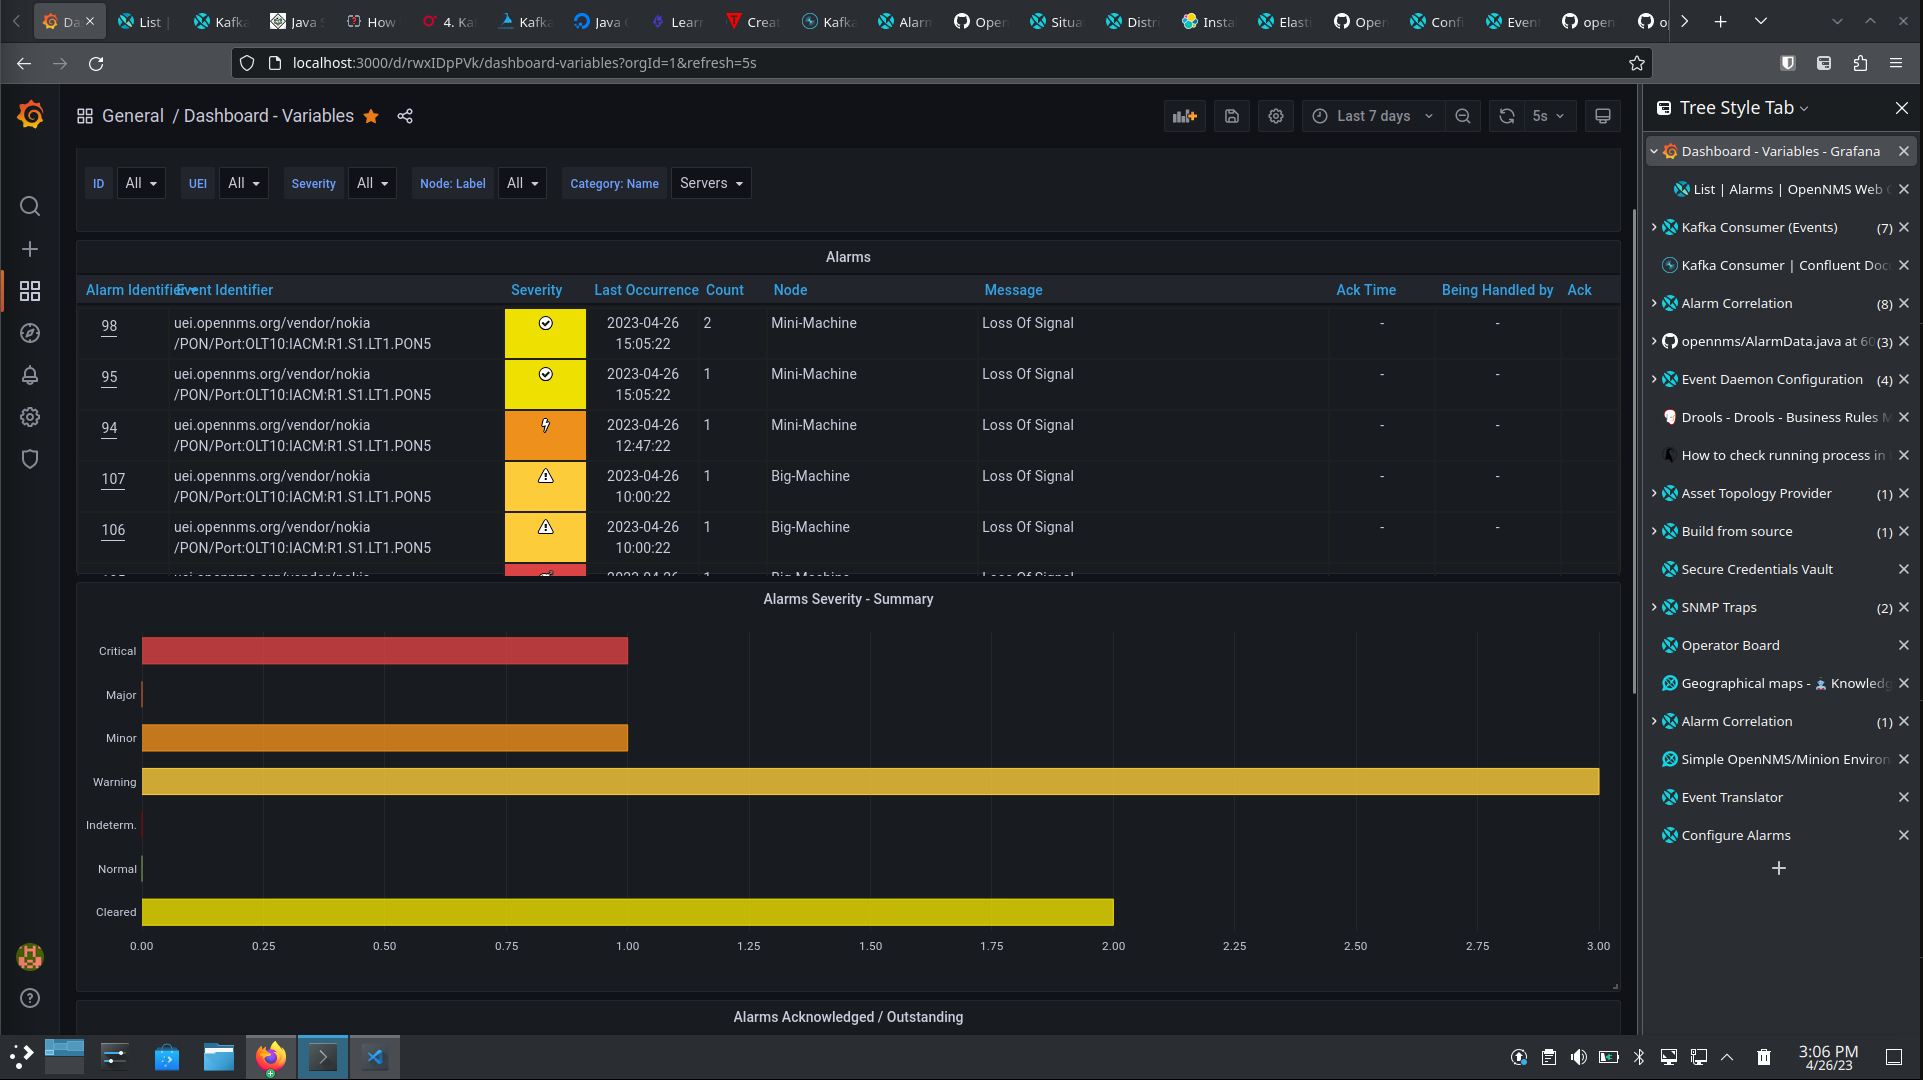 Da
List |
Kafka
Java S
How
4. Ka
Kafka
Java C
Learn
Creat
Kafka
Alarm
Open
Situa
Distri
Insta
Elasti
Open
Confi
Event
open
op
localhost:3000/d/rwxIDpPVk/dashboard-variables?orgId=1&refresh=5s
General / Dashboard - Variables
Last 7 days
5s
ID All UEI All Severity All Node: Label All Category: Name Servers
Alarms
Alarm Identifier Event Identifier Severity Last Occurrence Count Node Message Ack Time Being Handled by Ack
98 uei.opennms.org/vendor/nokia 2023-04-26 2 Mini-Machine Loss Of Signal - -
/PON/Port:OLT10:IACM:R1.S1.LT1.PON5 15:05:22
95 uei.opennms.org/vendor/nokia 2023-04-26 1 Mini-Machine Loss Of Signal - -
/PON/Port:OLT10:IACM:R1.S1.LT1.PON5 15:05:22
94 uei.opennms.org/vendor/nokia 2023-04-26 1 Mini-Machine Loss Of Signal - -
/PON/Port:OLT10:IACM:R1.S1.LT1.PON5 12:47:22
107 uei.opennms.org/vendor/nokia 2023-04-26 1 Big-Machine Loss Of Signal - -
/PON/Port:OLT10:IACM:R1.S1.LT1.PON5 10:00:22
106 uei.opennms.org/vendor/nokia 2023-04-26 1 Big-Machine Loss Of Signal - -
/PON/Port:OLT10:IACM:R1.S1.LT1.PON5 10:00:22
Alarms Severity - Summary
Critical
Major
Minor
Warning
Indeterm.
Normal
Cleared
0.00 0.25 0.50 0.75 1.00 1.25 1.50 1.75 2.00 2.25 2.50 2.75 3.00
Alarms Acknowledged / Outstanding
Tree Style Tab
Dashboard - Variables - Grafana
List | Alarms | OpenNMS Web
Kafka Consumer (Events) (7)
Kafka Consumer | Confluent Doc
Alarm Correlation (8)
opennms/AlarmData.java at 60 (3)
Event Daemon Configuration (4)
Drools - Drools - Business Rules M
How to check running process in
Asset Topology Provider (1)
Build from source (1)
Secure Credentials Vault
SNMP Traps (2)
Operator Board
Geographical maps - Knowledg
Alarm Correlation (1)
Simple OpenNMS/Minion Environ
Event Translator
Configure Alarms
3:06 PM
4/26/23